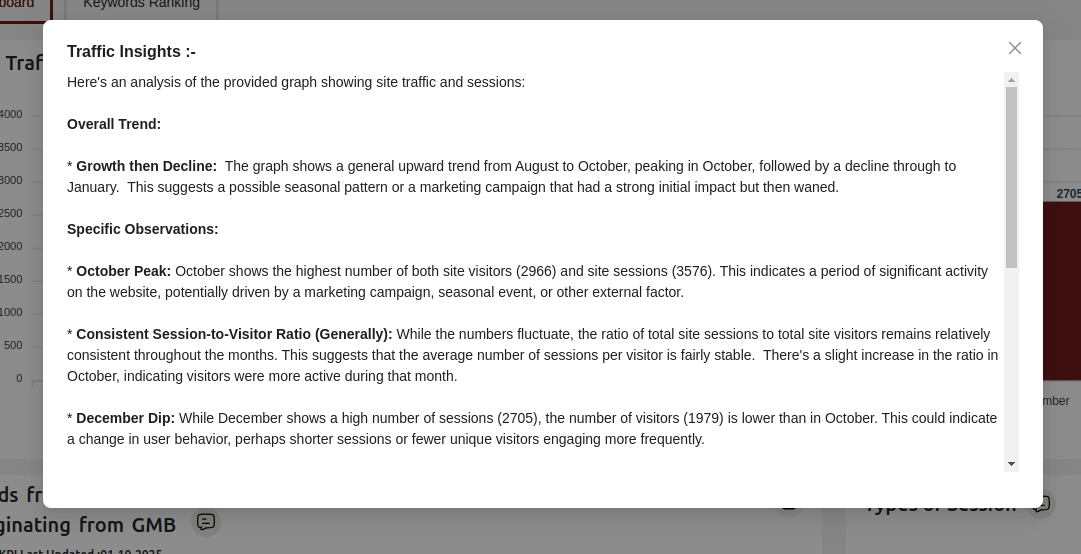 board
Keywords Ranking
Traffic Insights :-
Here's an analysis of the provided graph showing site traffic and sessions:
Overall Trend:
* Growth then Decline:  The graph shows a general upward trend from August to October, peaking in October, followed by a decline through to
January.  This suggests a possible seasonal pattern or a marketing campaign that had a strong initial impact but then waned.
Specific Observations:
* October Peak: October shows the highest number of both site visitors (2966) and site sessions (3576). This indicates a period of significant activity
on the website, potentially driven by a marketing campaign, seasonal event, or other external factor.
* Consistent Session-to-Visitor Ratio (Generally): While the numbers fluctuate, the ratio of total site sessions to total site visitors remains relatively
consistent throughout the months. This suggests that the average number of sessions per visitor is fairly stable.  There's a slight increase in the ratio in
October, indicating visitors were more active during that month.
* December Dip: While December shows a high number of sessions (2705), the number of visitors (1979) is lower than in October. This could indicate
a change in user behavior, perhaps shorter sessions or fewer unique visitors engaging more frequently.
Traf
4000
3500
3000
2500
2000
1500
1000
500
0
2705
mber
ds fr
ginating from GMB
KPI Last Updated :01-10-2025
Types of Session